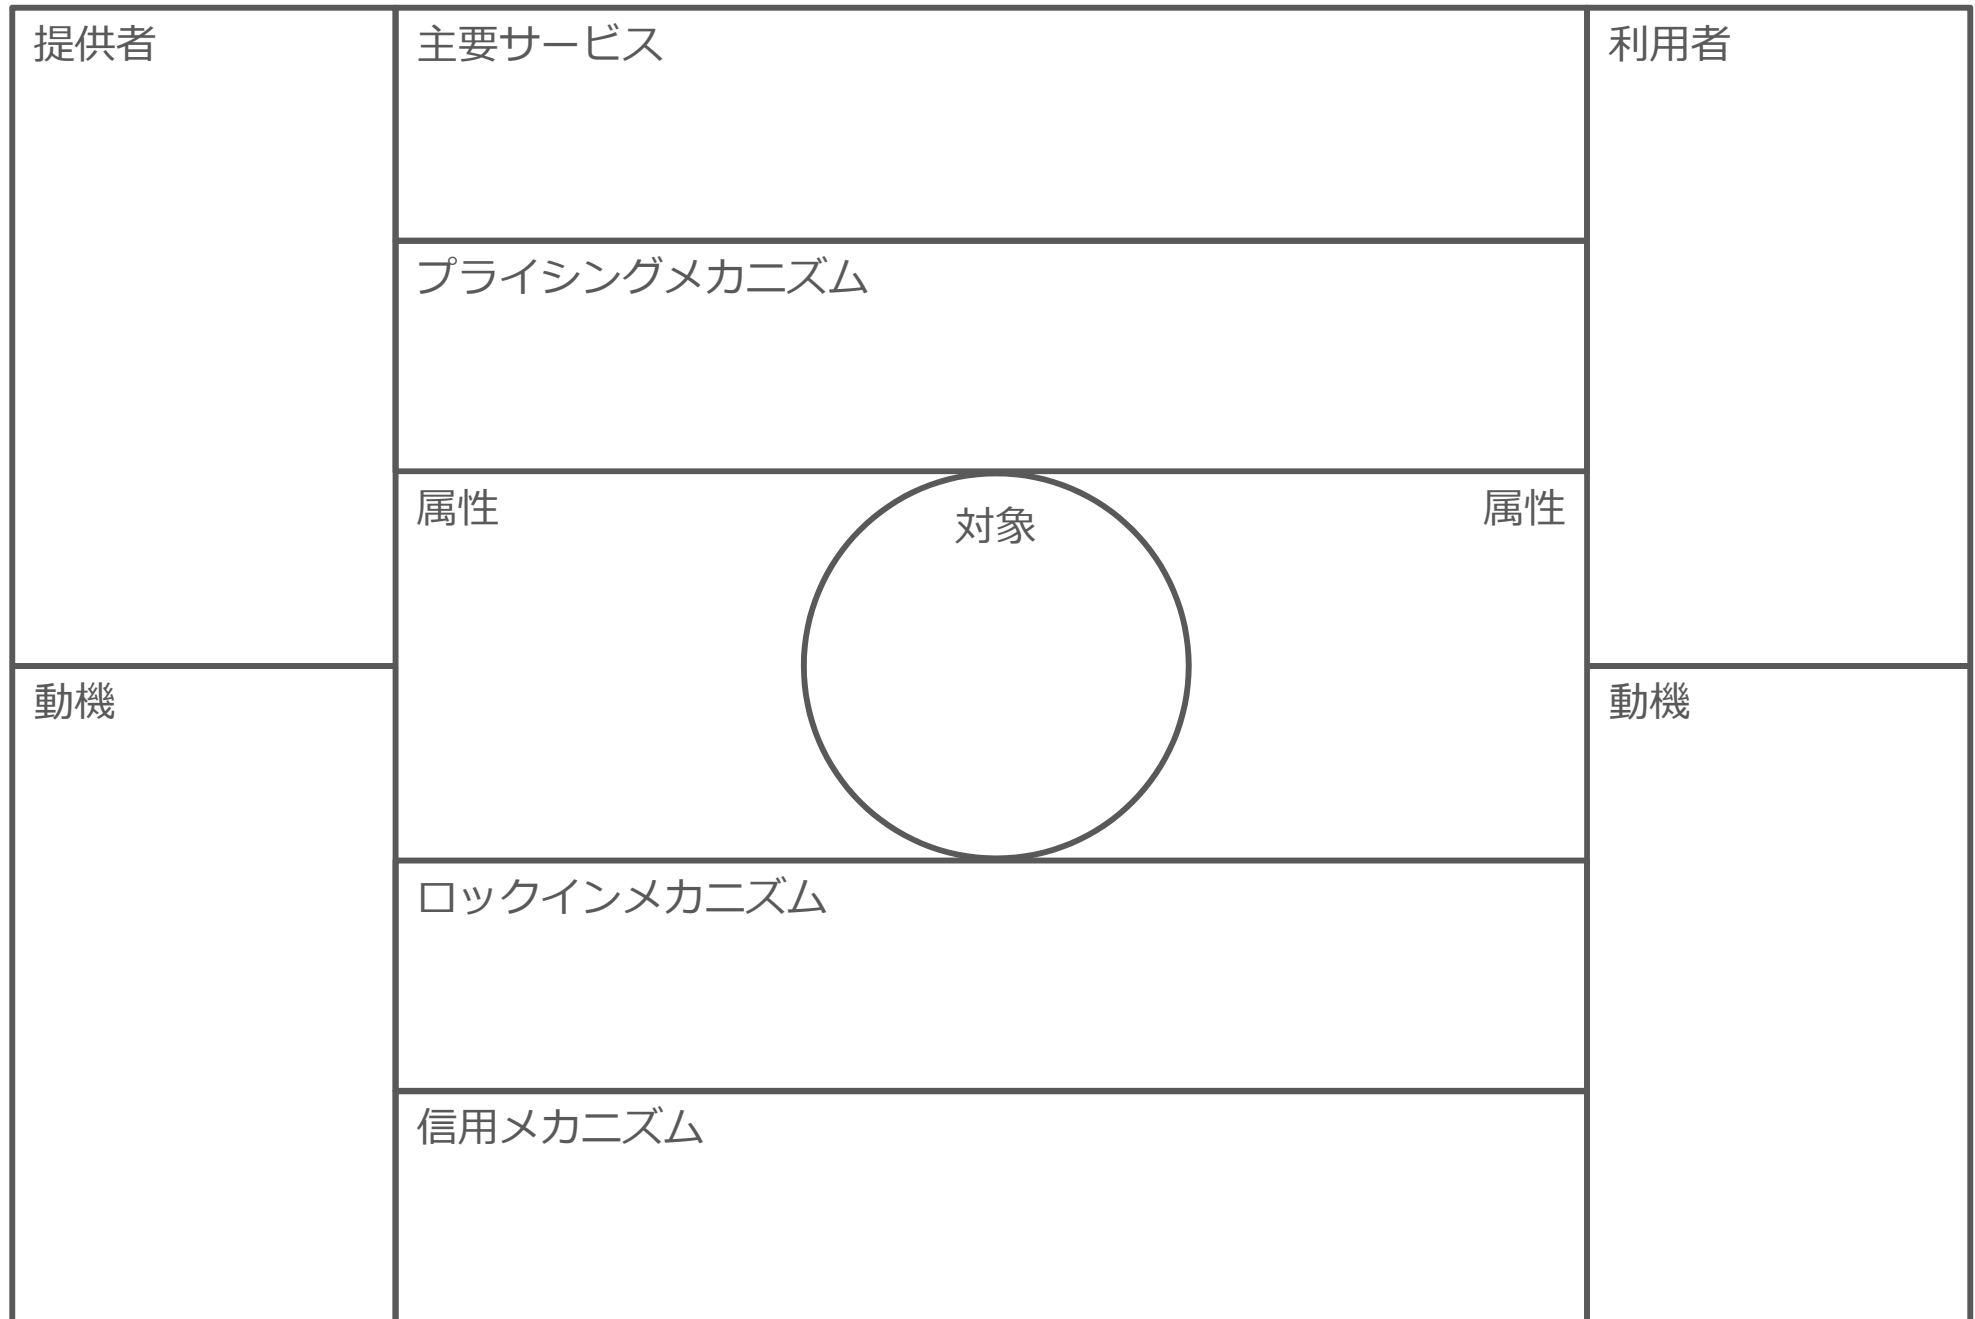 提供者
主要サービス
利用者
プライシングメカニズム
属性
対象
属性
動機
動機
ロックインメカニズム
信用メカニズム